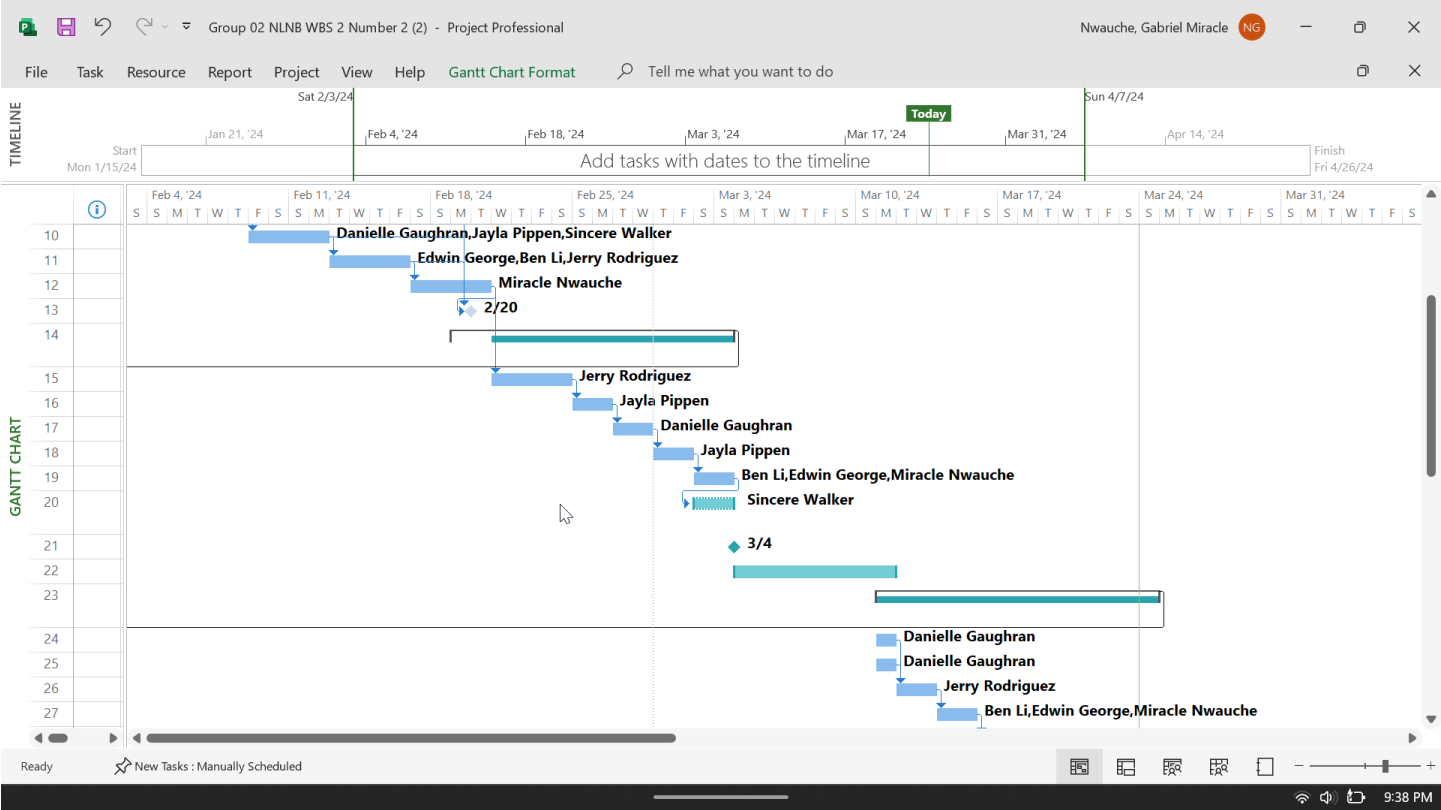 Group 02 NLNB WBS 2 Number 2 (2) - Project Professional
Nwauche, Gabriel Miracle NG
File Task Resource Report Project View Help Gantt Chart Format Tell me what you want to do
TIMELINE
Sat 2/3/24 Sun 4/7/24
Today
Jan 21, '24 Feb 4, '24 Feb 18, '24 Mar 3, '24 Mar 17, '24 Mar 31, '24 Apr 14, '24
Start
Mon 1/15/24
Add tasks with dates to the timeline
Finish
Fri 4/26/24
Feb 4, '24 Feb 11, '24 Feb 18, '24 Feb 25, '24 Mar 3, '24 Mar 10, '24 Mar 17, '24 Mar 24, '24 Mar 31, '24
S S M T W T F S S M T W T F S S M T W T F S S M T W T F S S M T W T F S S M T W T F S S M T W T F S S M T W T F S S M T W T F S
GANTT CHART
10 Danielle Gaughran,Jayla Pippen,Sincere Walker
11 Edwin George,Ben Li,Jerry Rodriguez
12 Miracle Nwauche
13 2/20
14
15 Jerry Rodriguez
16 Jayla Pippen
17 Danielle Gaughran
18 Jayla Pippen
19 Ben Li,Edwin George,Miracle Nwauche
20 Sincere Walker
21 3/4
22
23
24 Danielle Gaughran
25 Danielle Gaughran
26 Jerry Rodriguez
27 Ben Li,Edwin George,Miracle Nwauche
Ready New Tasks : Manually Scheduled
9:38 PM